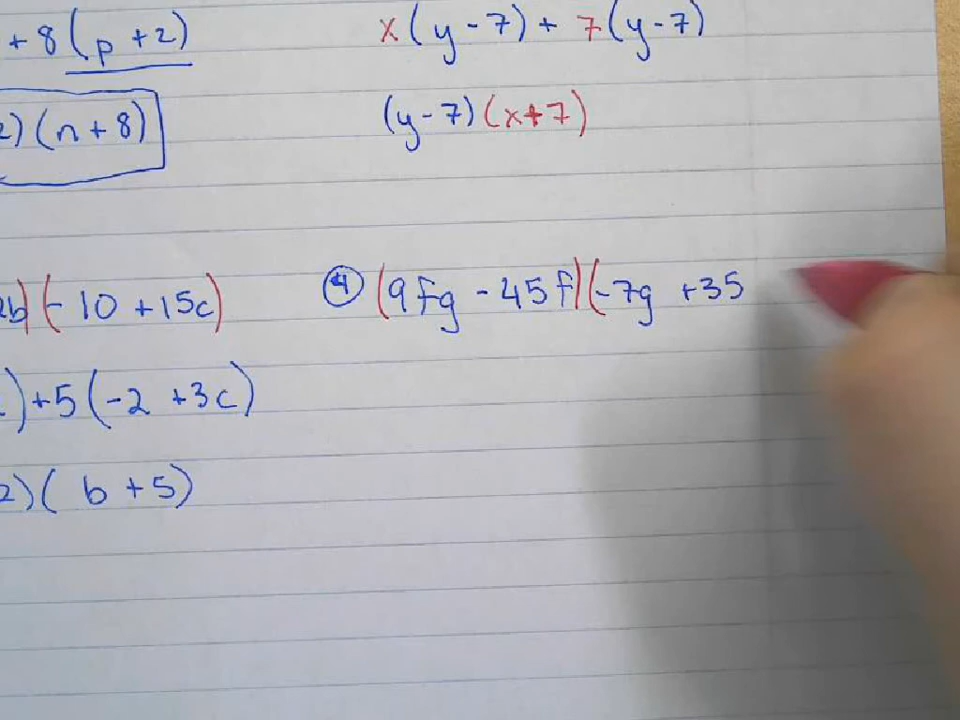 + 8(p + 2)
x(y - 7) + 7(y - 7)
2)(n + 8)
(y - 7)(x + 7)
2b)(- 10 + 15c)
④ (9fg - 45f)(-7g + 35
)+5(-2 + 3c)
2)( b + 5)